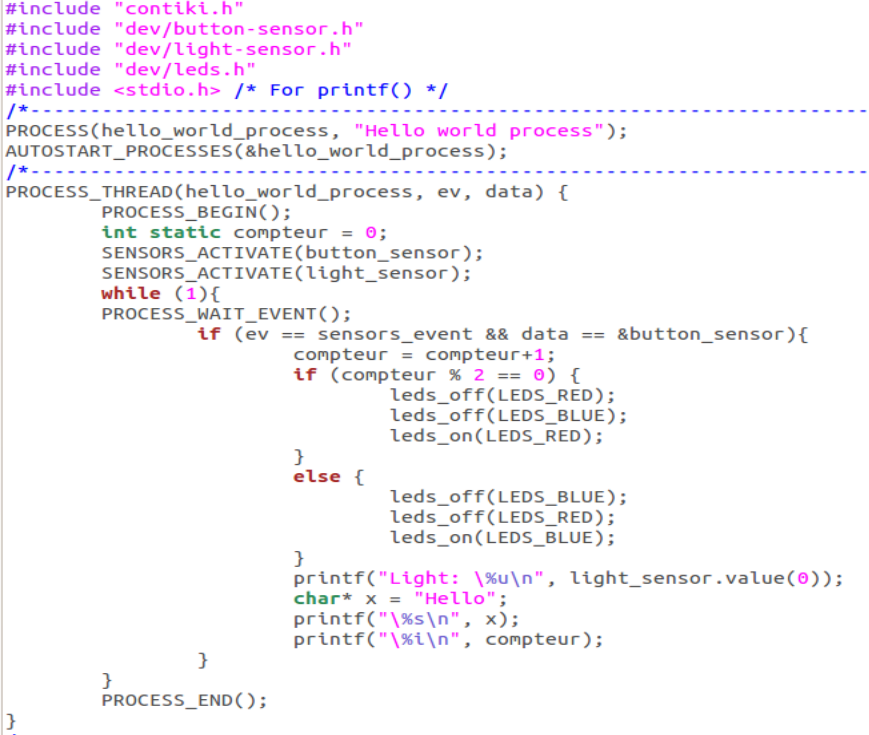 #include "contiki.h"
#include "dev/button-sensor.h"
#include "dev/light-sensor.h"
#include "dev/leds.h"
#include <stdio.h> /* For printf() */
/*----------------------------------------------------------------------
PROCESS(hello_world_process, "Hello world process");
AUTOSTART_PROCESSES(&hello_world_process);
/*----------------------------------------------------------------------
PROCESS_THREAD(hello_world_process, ev, data) {
        PROCESS_BEGIN();
        int static compteur = 0;
        SENSORS_ACTIVATE(button_sensor);
        SENSORS_ACTIVATE(light_sensor);
        while (1){
        PROCESS_WAIT_EVENT();
                if (ev == sensors_event && data == &button_sensor){
                        compteur = compteur+1;
                        if (compteur % 2 == 0) {
                                leds_off(LEDS_RED);
                                leds_off(LEDS_BLUE);
                                leds_on(LEDS_RED);
                        }
                        else {
                                leds_off(LEDS_BLUE);
                                leds_off(LEDS_RED);
                                leds_on(LEDS_BLUE);
                        }
                        printf("Light: \%u\n", light_sensor.value(0));
                        char* x = "Hello";
                        printf("\%s\n", x);
                        printf("\%i\n", compteur);
                }
        }
        PROCESS_END();
}